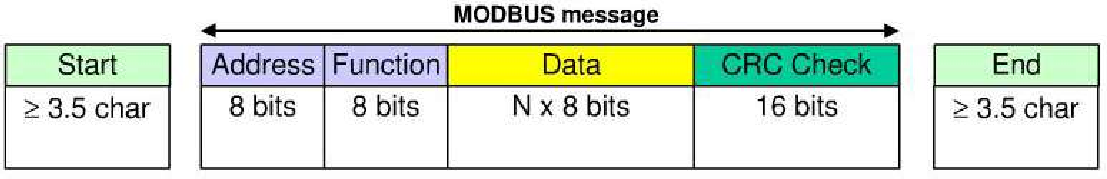 MODBUS message
Start Address Function Data CRC Check End
≥ 3.5 char 8 bits 8 bits N x 8 bits 16 bits ≥ 3.5 char